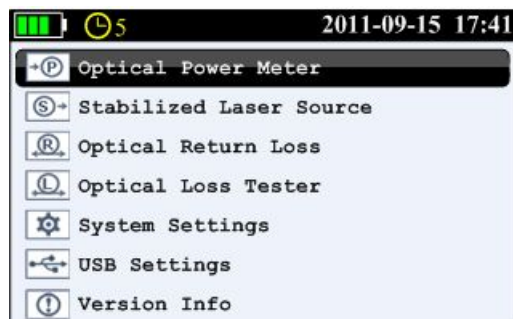 5 2011-09-15 17:41
P Optical Power Meter
S Stabilized Laser Source
R Optical Return Loss
L Optical Loss Tester
System Settings
USB Settings
Version Info